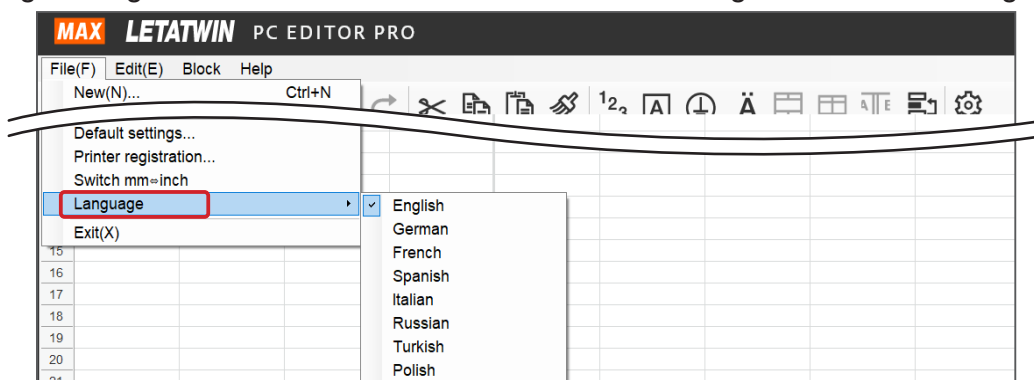 MAX LETATWIN PC EDITOR PRO
File(F) Edit(E) Block Help
New(N)... Ctrl+N
1₂₃ A Ä A E
Default settings...
Printer registration...
Switch mm⇔inch
Language
English
Exit(X)
German
15
French
16
Spanish
17
Italian
18
Russian
19
Turkish
20
Polish